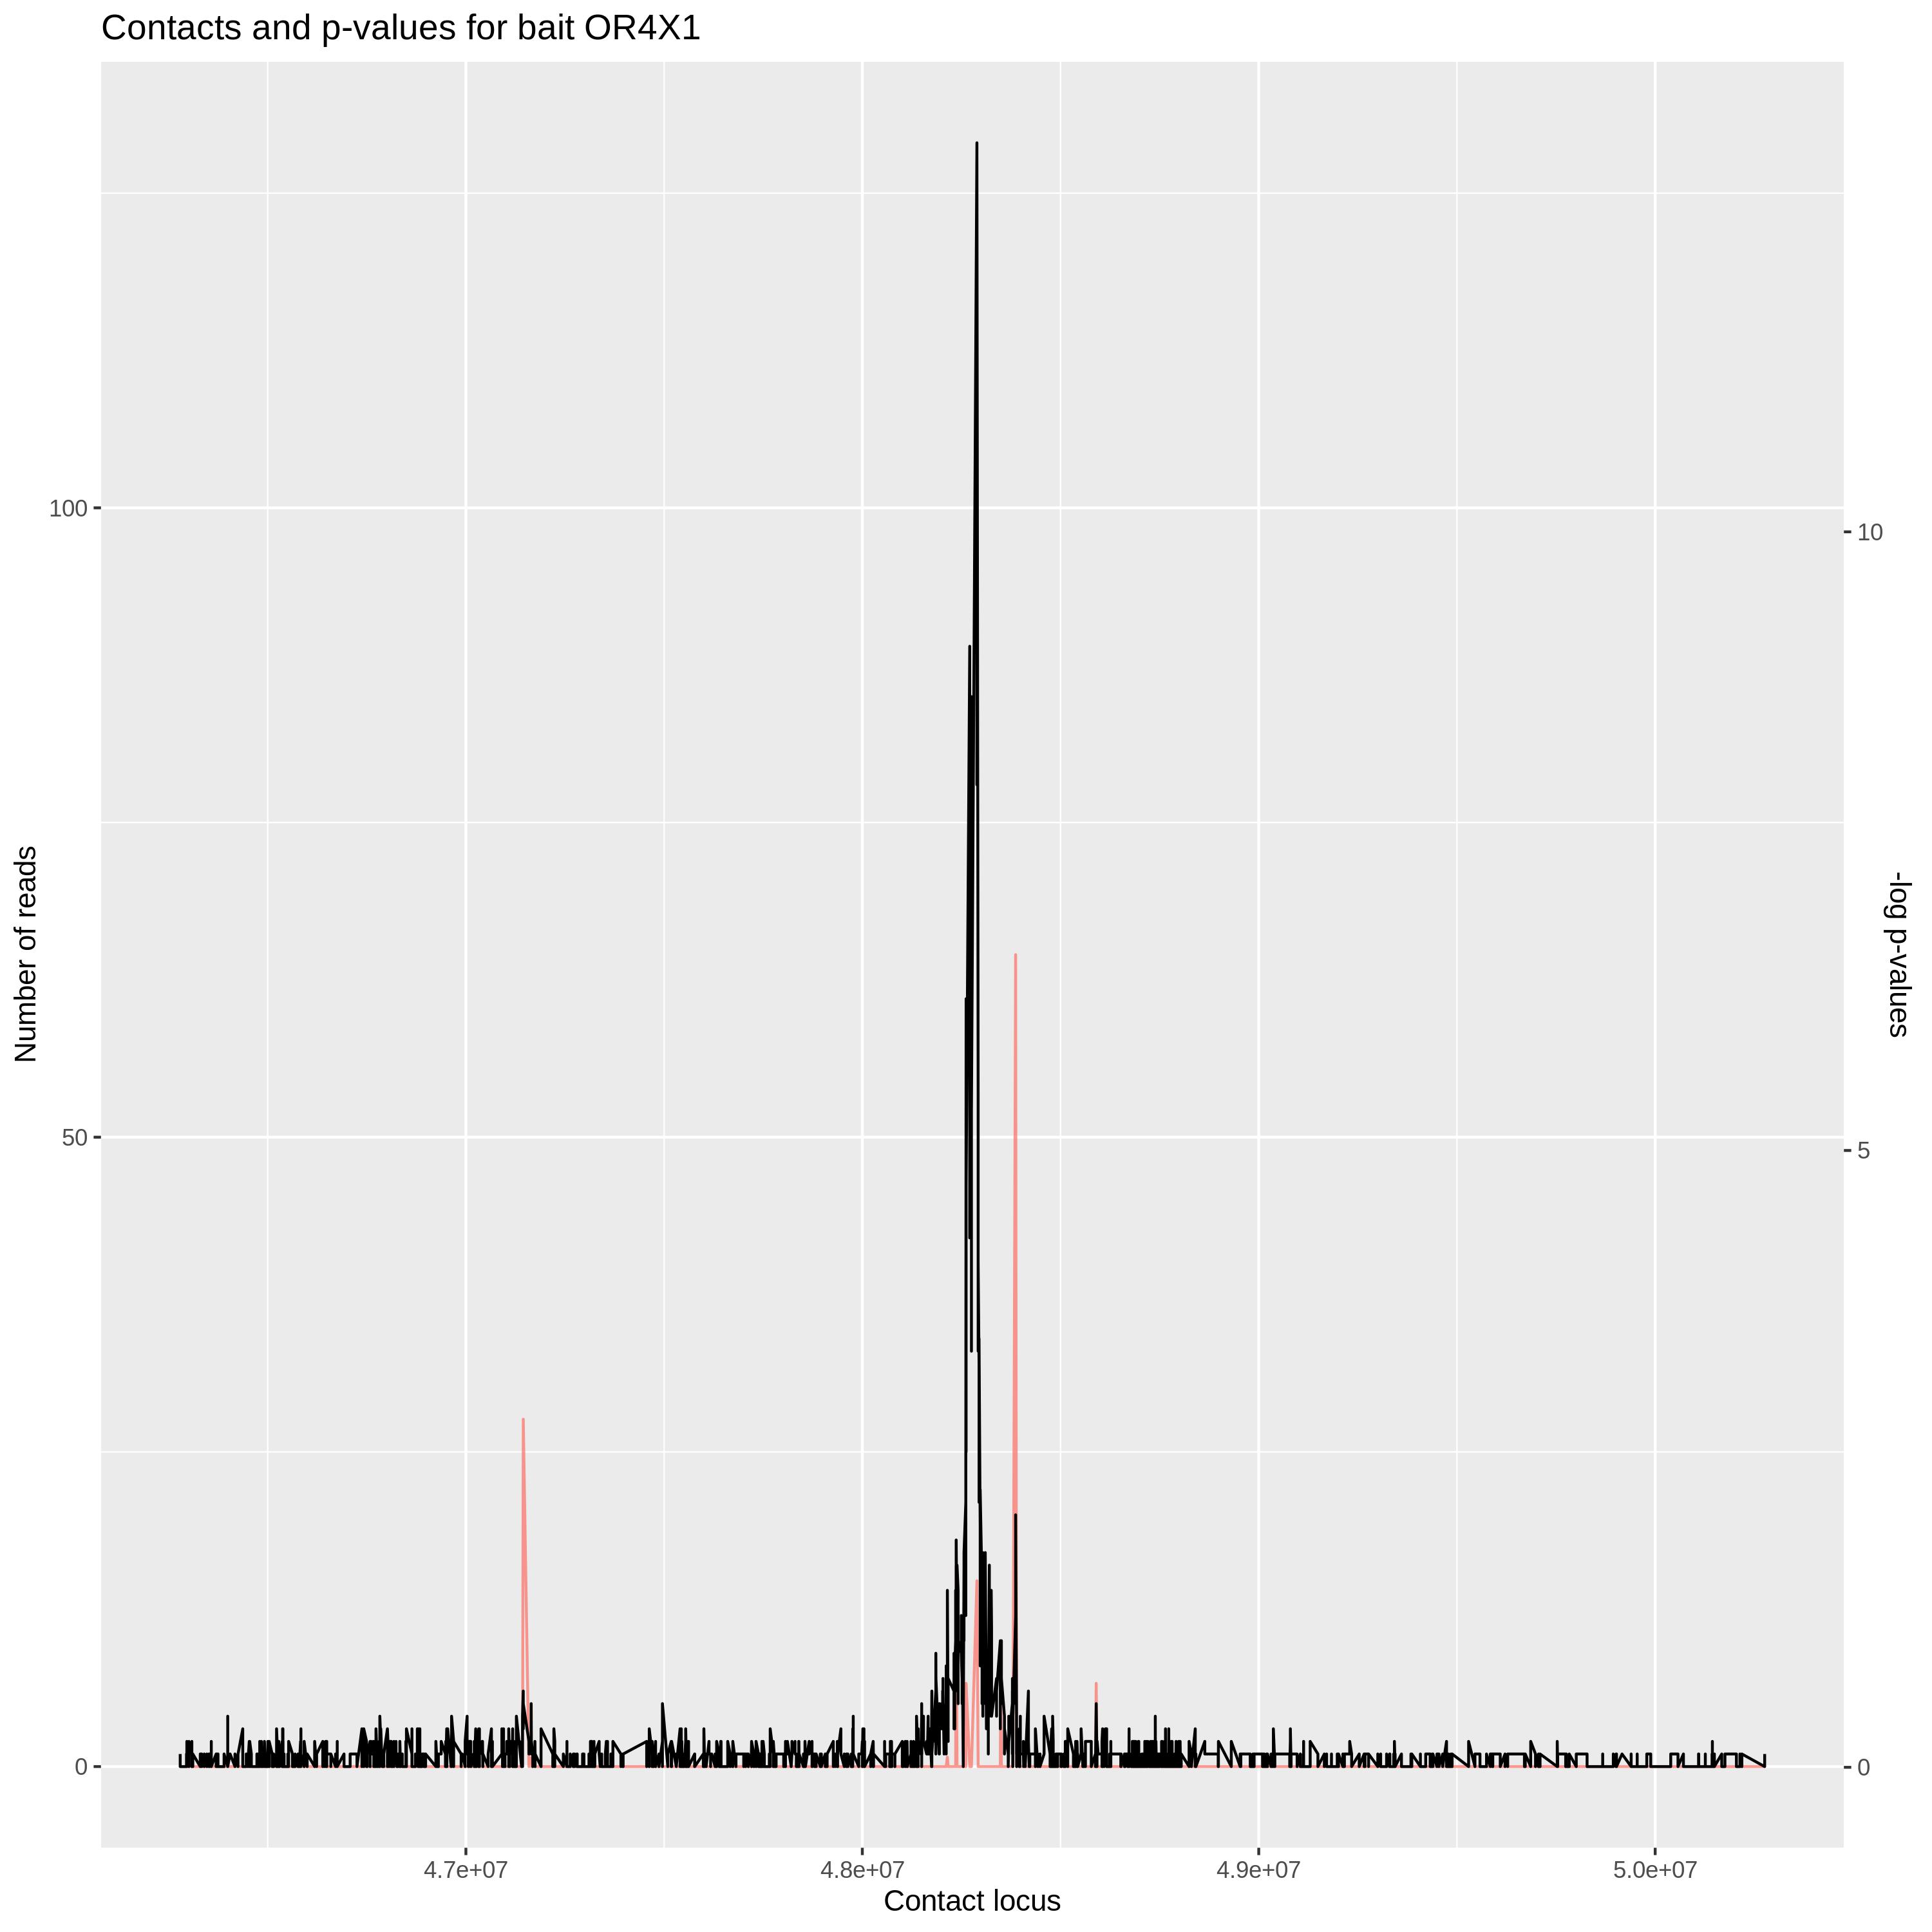 Contacts and p-values for bait OR4X1
Number of reads
100
50
0
10
5
0
-log p-values
4.7e+07
4.8e+07
4.9e+07
5.0e+07
Contact locus